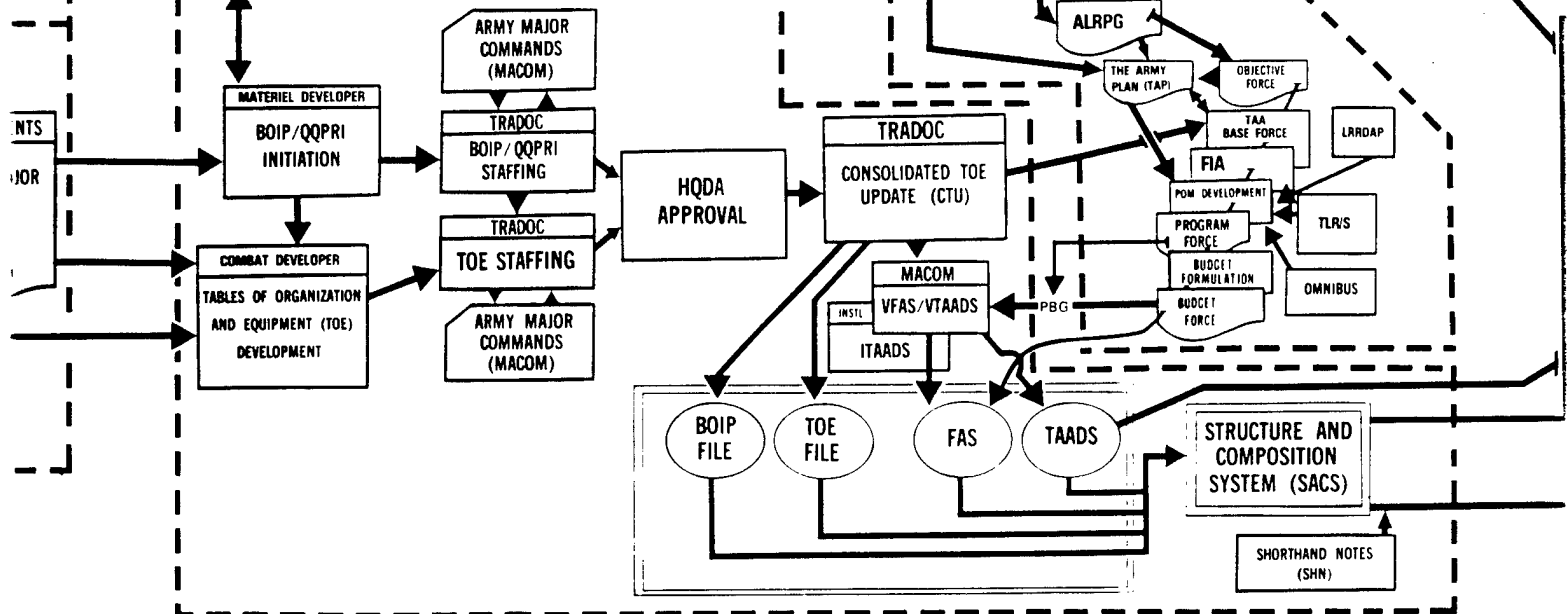 ARMY MAJOR
COMMANDS
(MACOM)
ALRPG
THE ARMY
PLAN (TAP)
OBJECTIVE
FORCE
MATERIEL DEVELOPER
BOIP/QQPRI
INITIATION
TRADOC
BOIP/QQPRI
STAFFING
TRADOC
TOE STAFFING
ARMY MAJOR
COMMANDS
(MACOM)
ENTS
JOR
COMBAT DEVELOPER
TABLES OF ORGANIZATION
AND EQUIPMENT (TOE)
DEVELOPMENT
HQDA
APPROVAL
TRADOC
CONSOLIDATED TOE
UPDATE (CTU)
TAA
BASE FORCE
LRRDAP
FIA
POM DEVELOPMENT
PROGRAM
FORCE
TLR/S
BUDGET
FORMULATION
OMNIBUS
BUDGET
FORCE
PBG
MACOM
VFAS/VTAADS
INSTL
ITAADS
BOIP
FILE
TOE
FILE
FAS
TAADS
STRUCTURE AND
COMPOSITION
SYSTEM (SACS)
SHORTHAND NOTES
(SHN)